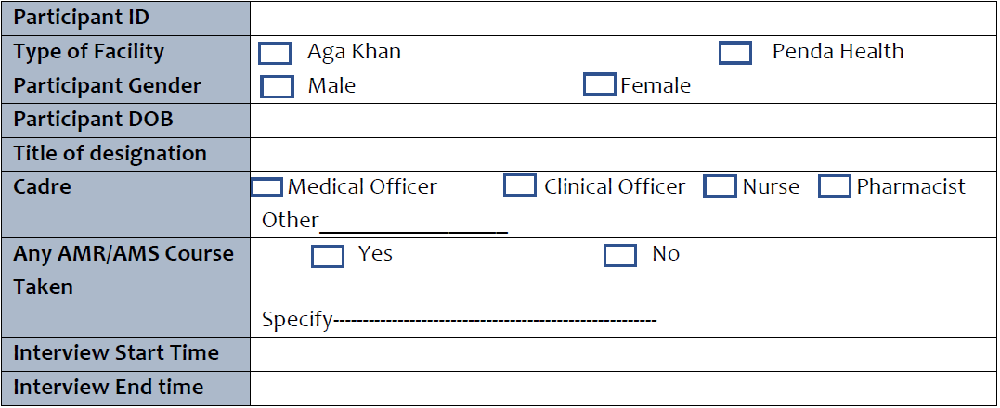 Participant ID
Type of Facility Aga Khan Penda Health
Participant Gender Male Female
Participant DOB
Title of designation
Cadre Medical Officer Clinical Officer Nurse Pharmacist
Other_________________
Any AMR/AMS Course Yes No
Taken
Specify-------------------------------------------------------
Interview Start Time
Interview End time